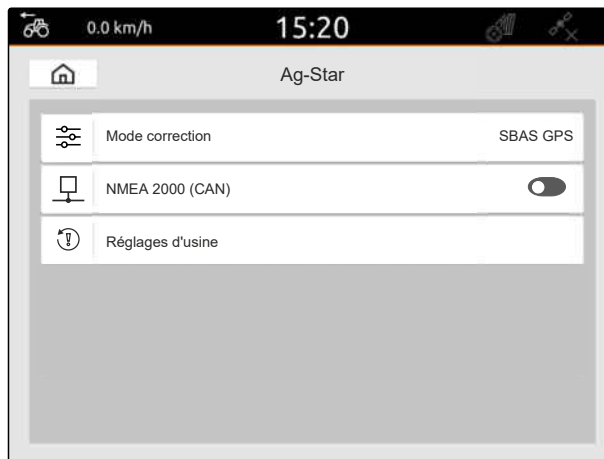 0.0 km/h 15:20
Ag-Star
Mode correction SBAS GPS
NMEA 2000 (CAN)
Réglages d'usine